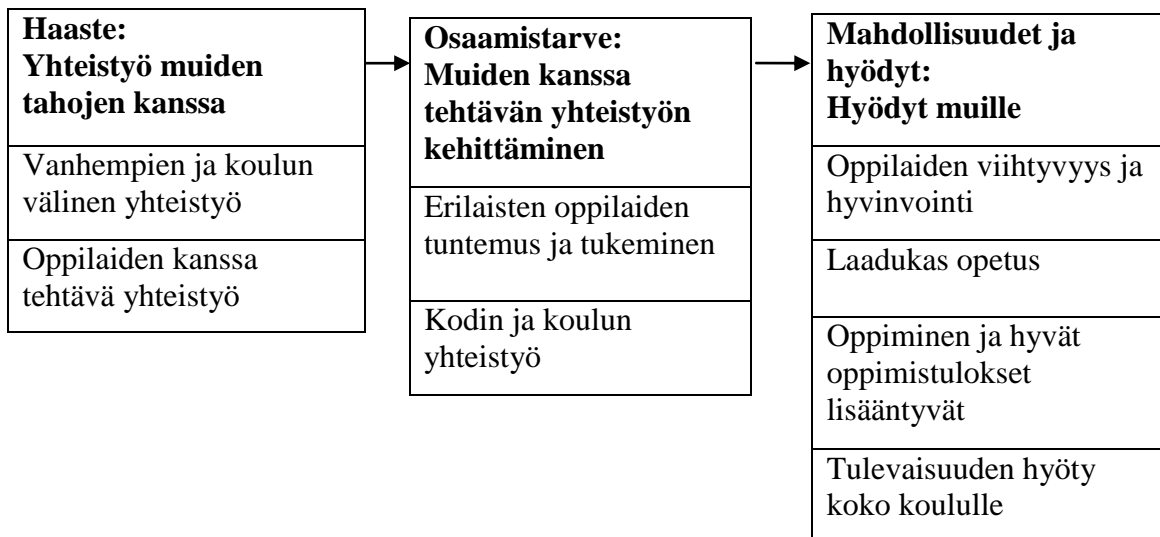 Haaste:
Yhteistyö muiden
tahojen kanssa
Vanhempien ja koulun
välinen yhteistyö
Oppilaiden kanssa
tehtävä yhteistyö
Osaamistarve:
Muiden kanssa
tehtävän yhteistyön
kehittäminen
Erilaisten oppilaiden
tuntemus ja tukeminen
Kodin ja koulun
yhteistyö
Mahdollisuudet ja
hyödyt:
Hyödyt muille
Oppilaiden viihtyvyys ja
hyvinvointi
Laadukas opetus
Oppiminen ja hyvät
oppimistulokset
lisääntyvät
Tulevaisuuden hyöty
koko koululle